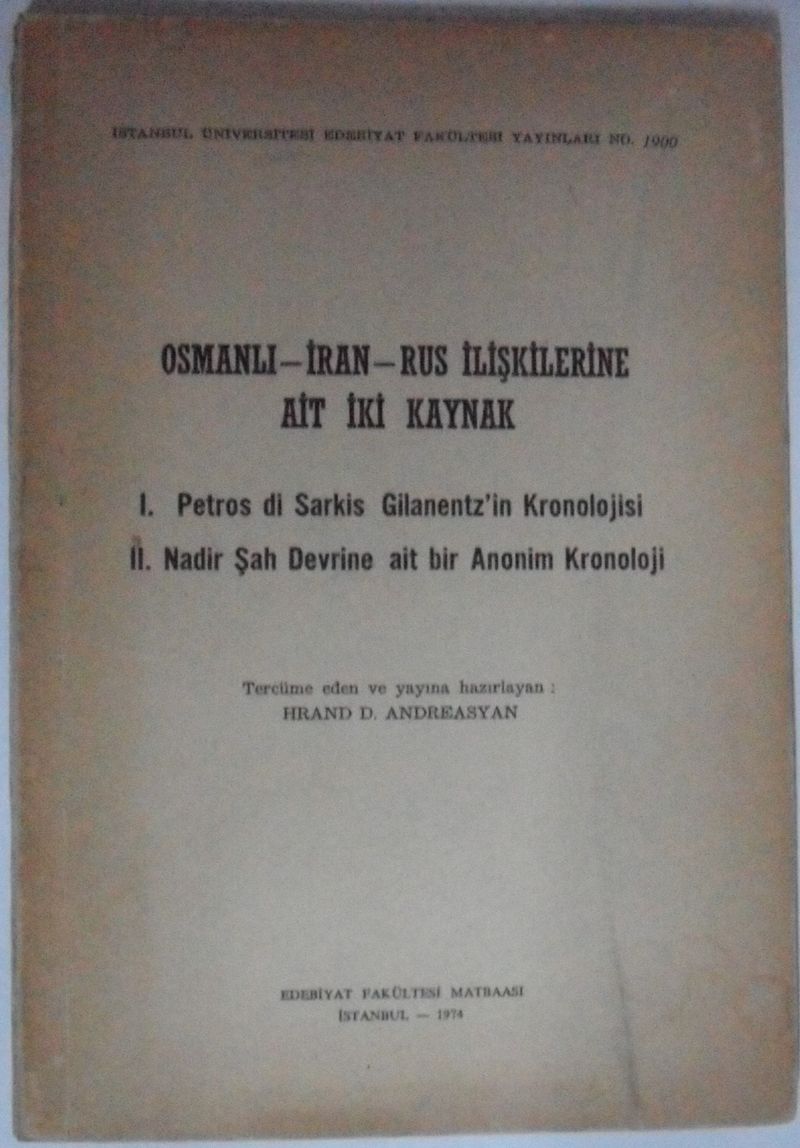 İSTANBUL ÜNİVERSİTESİ EDEBİYAT FAKÜLTESİ YAYINLARI NO. 1900
OSMANLI–İRAN–RUS İLİŞKİLERİNE
AİT İKİ KAYNAK
I. Petros di Sarkis Gilanentz'in Kronolojisi
II. Nadir Şah Devrine ait bir Anonim Kronoloji
Tercüme eden ve yayına hazırlayan :
HRAND D. ANDREASYAN
EDEBİYAT FAKÜLTESİ MATBAASI
İSTANBUL — 1974